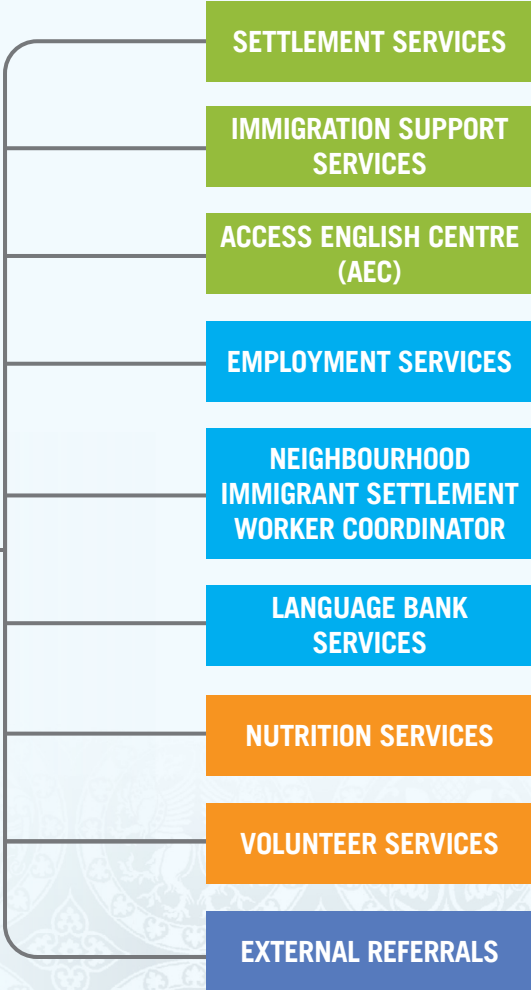 SETTLEMENT SERVICES
IMMIGRATION SUPPORT
SERVICES
ACCESS ENGLISH CENTRE
(AEC)
EMPLOYMENT SERVICES
NEIGHBOURHOOD
IMMIGRANT SETTLEMENT
WORKER COORDINATOR
LANGUAGE BANK
SERVICES
NUTRITION SERVICES
VOLUNTEER SERVICES
EXTERNAL REFERRALS